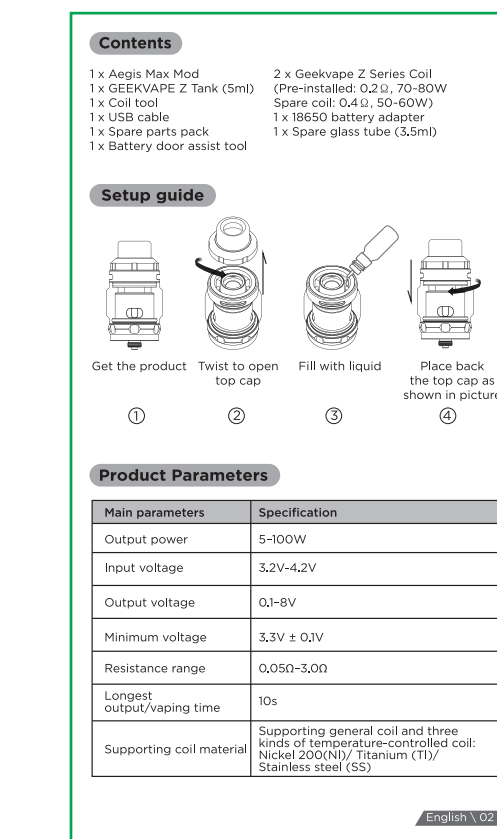 Contents
1 x Aegis Max Mod
1 x GEEKVAPE Z Tank (5ml)
1 x Coil tool
1 x USB cable
1 x Spare parts pack
1 x Battery door assist tool
2 x Geekvape Z Series Coil
(Pre-installed: 0.2Ω, 70-80W
Spare coil: 0.4Ω, 50-60W)
1 x 18650 battery adapter
1 x Spare glass tube (3.5ml)
Setup guide
Get the product
①
Twist to open
top cap
②
Fill with liquid
③
Place back
the top cap as
shown in picture
④
Product Parameters
Main parameters Specification
Output power 5-100W
Input voltage 3.2V-4.2V
Output voltage 0.1-8V
Minimum voltage 3.3V ± 0.1V
Resistance range 0.05Ω-3.0Ω
Longest
output/vaping time 10s
Supporting coil material
Supporting general coil and three
kinds of temperature-controlled coil:
Nickel 200(NI)/ Titanium (TI)/
Stainless steel (SS)
English \ 02